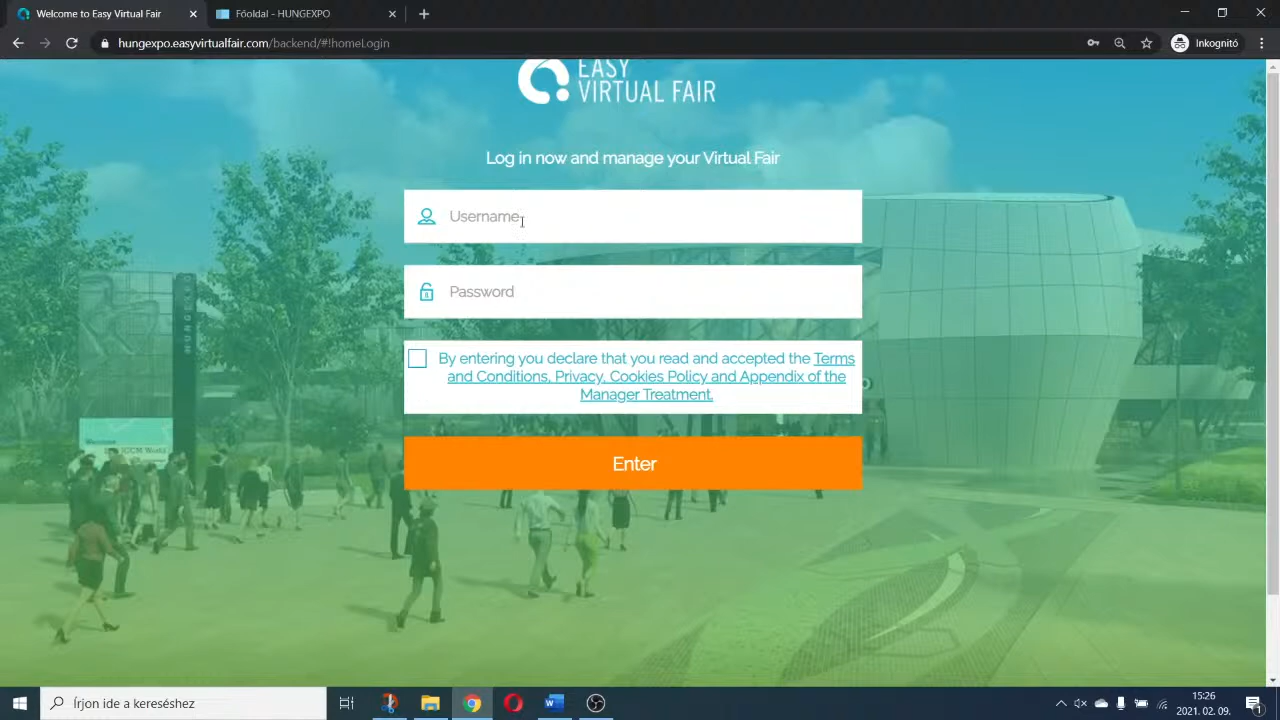 Welcome to Easy Virtual Fair
Főoldal - HUNGEXPO
hungexpo.easyvirtualfair.com/backend/#!homeLogin
Inkognitó
EASY
VIRTUAL FAIR
Log in now and manage your Virtual Fair
Username
Password
By entering you declare that you read and accepted the Terms
and Conditions, Privacy, Cookies Policy and Appendix of the
Manager Treatment.
Enter
HUNGEXPO
Welcome
Írjon ide a kereséshez
15:26
2021. 02. 09.